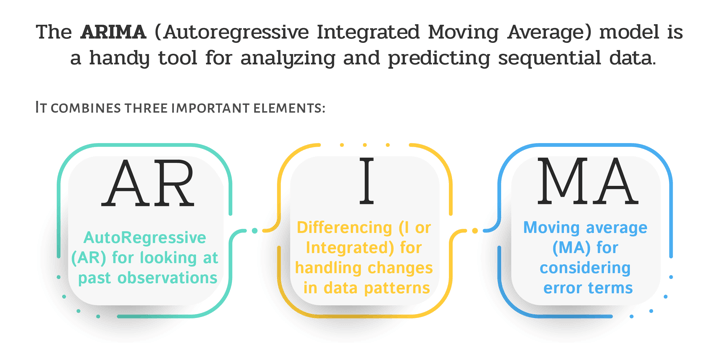 The ARIMA (Autoregressive Integrated Moving Average) model is
a handy tool for analyzing and predicting sequential data.
IT COMBINES THREE IMPORTANT ELEMENTS:
AR
AutoRegressive
(AR) for looking at
past observations
I
Differencing (I or
Integrated) for
handling changes
in data patterns
MA
Moving average
(MA) for
considering
error terms